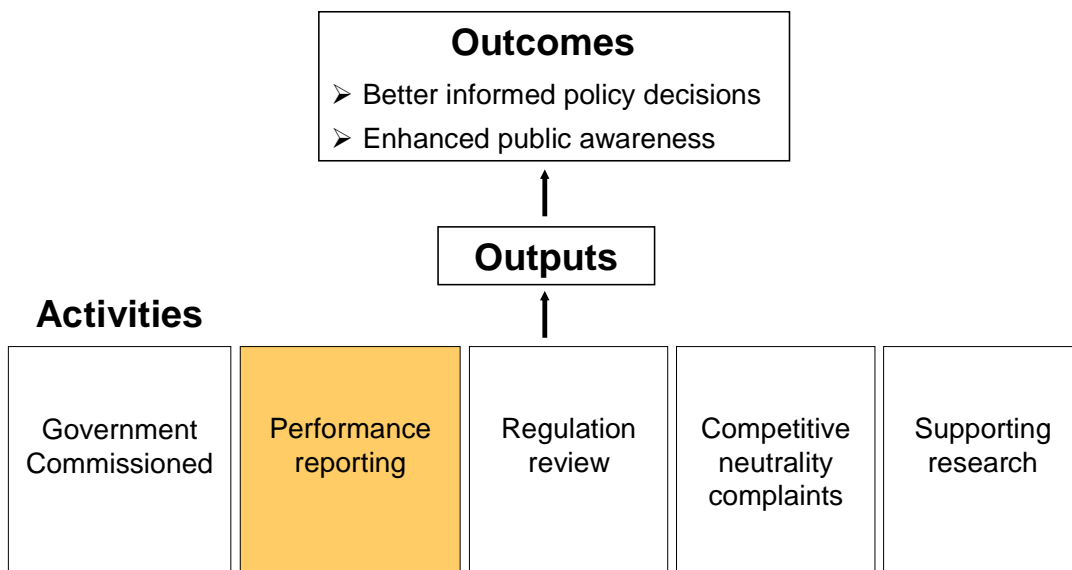 Outcomes
➢ Better informed policy decisions
➢ Enhanced public awareness
Outputs
Activities
Government
Commissioned
Performance
reporting
Regulation
review
Competitive
neutrality
complaints
Supporting
research